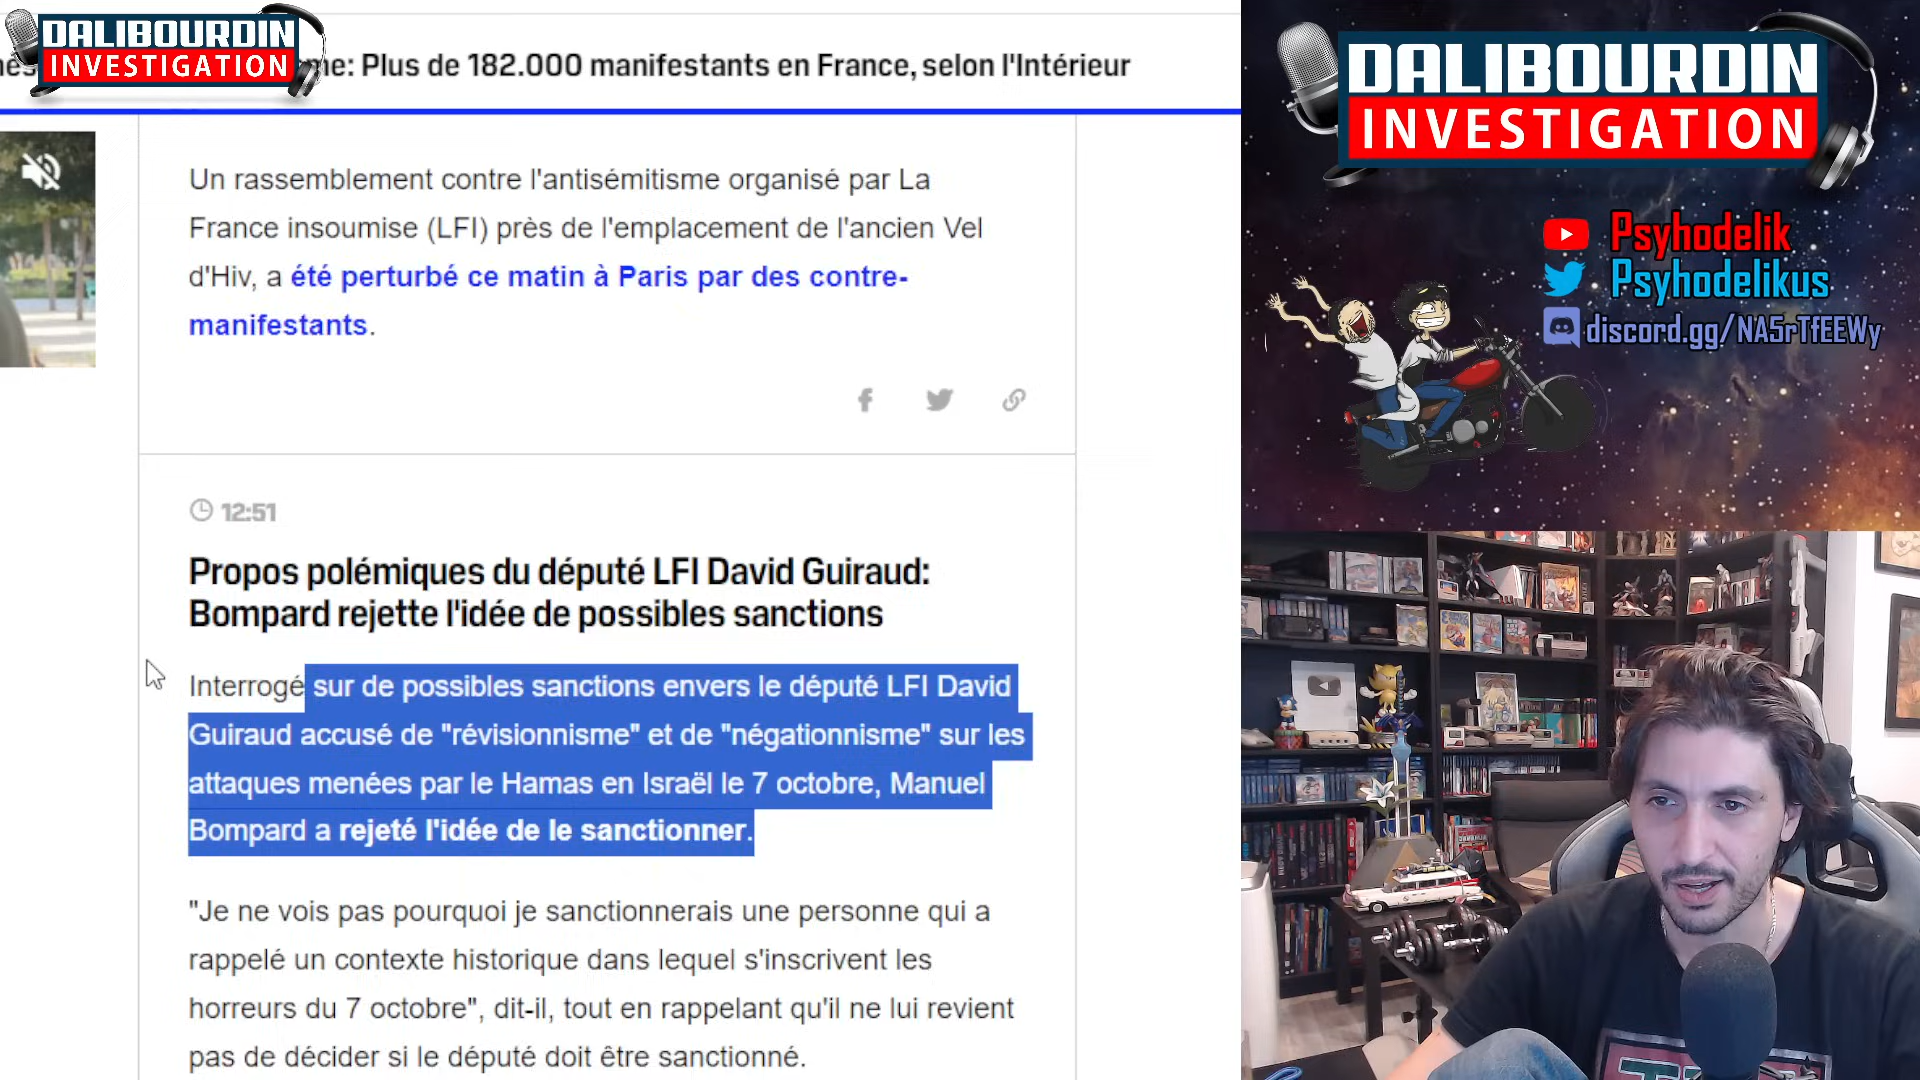 DALIBOURDIN
INVESTIGATION
me: Plus de 182.000 manifestants en France, selon l'Intérieur
Un rassemblement contre l'antisémitisme organisé par La
France insoumise (LFI) près de l'emplacement de l'ancien Vel
d'Hiv, a été perturbé ce matin à Paris par des contre-
manifestants.
12:51
Propos polémiques du député LFI David Guiraud:
Bompard rejette l'idée de possibles sanctions
Interrogé sur de possibles sanctions envers le député LFI David
Guiraud accusé de "révisionnisme" et de "négationnisme" sur les
attaques menées par le Hamas en Israël le 7 octobre, Manuel
Bompard a rejeté l'idée de le sanctionner.
"Je ne vois pas pourquoi je sanctionnerais une personne qui a
rappelé un contexte historique dans lequel s'inscrivent les
horreurs du 7 octobre", dit-il, tout en rappelant qu'il ne lui revient
pas de décider si le député doit être sanctionné.
DALIBOURDIN
INVESTIGATION
Psyhodelik
Psyhodelikus
discord.gg/NA5rTfEEWy